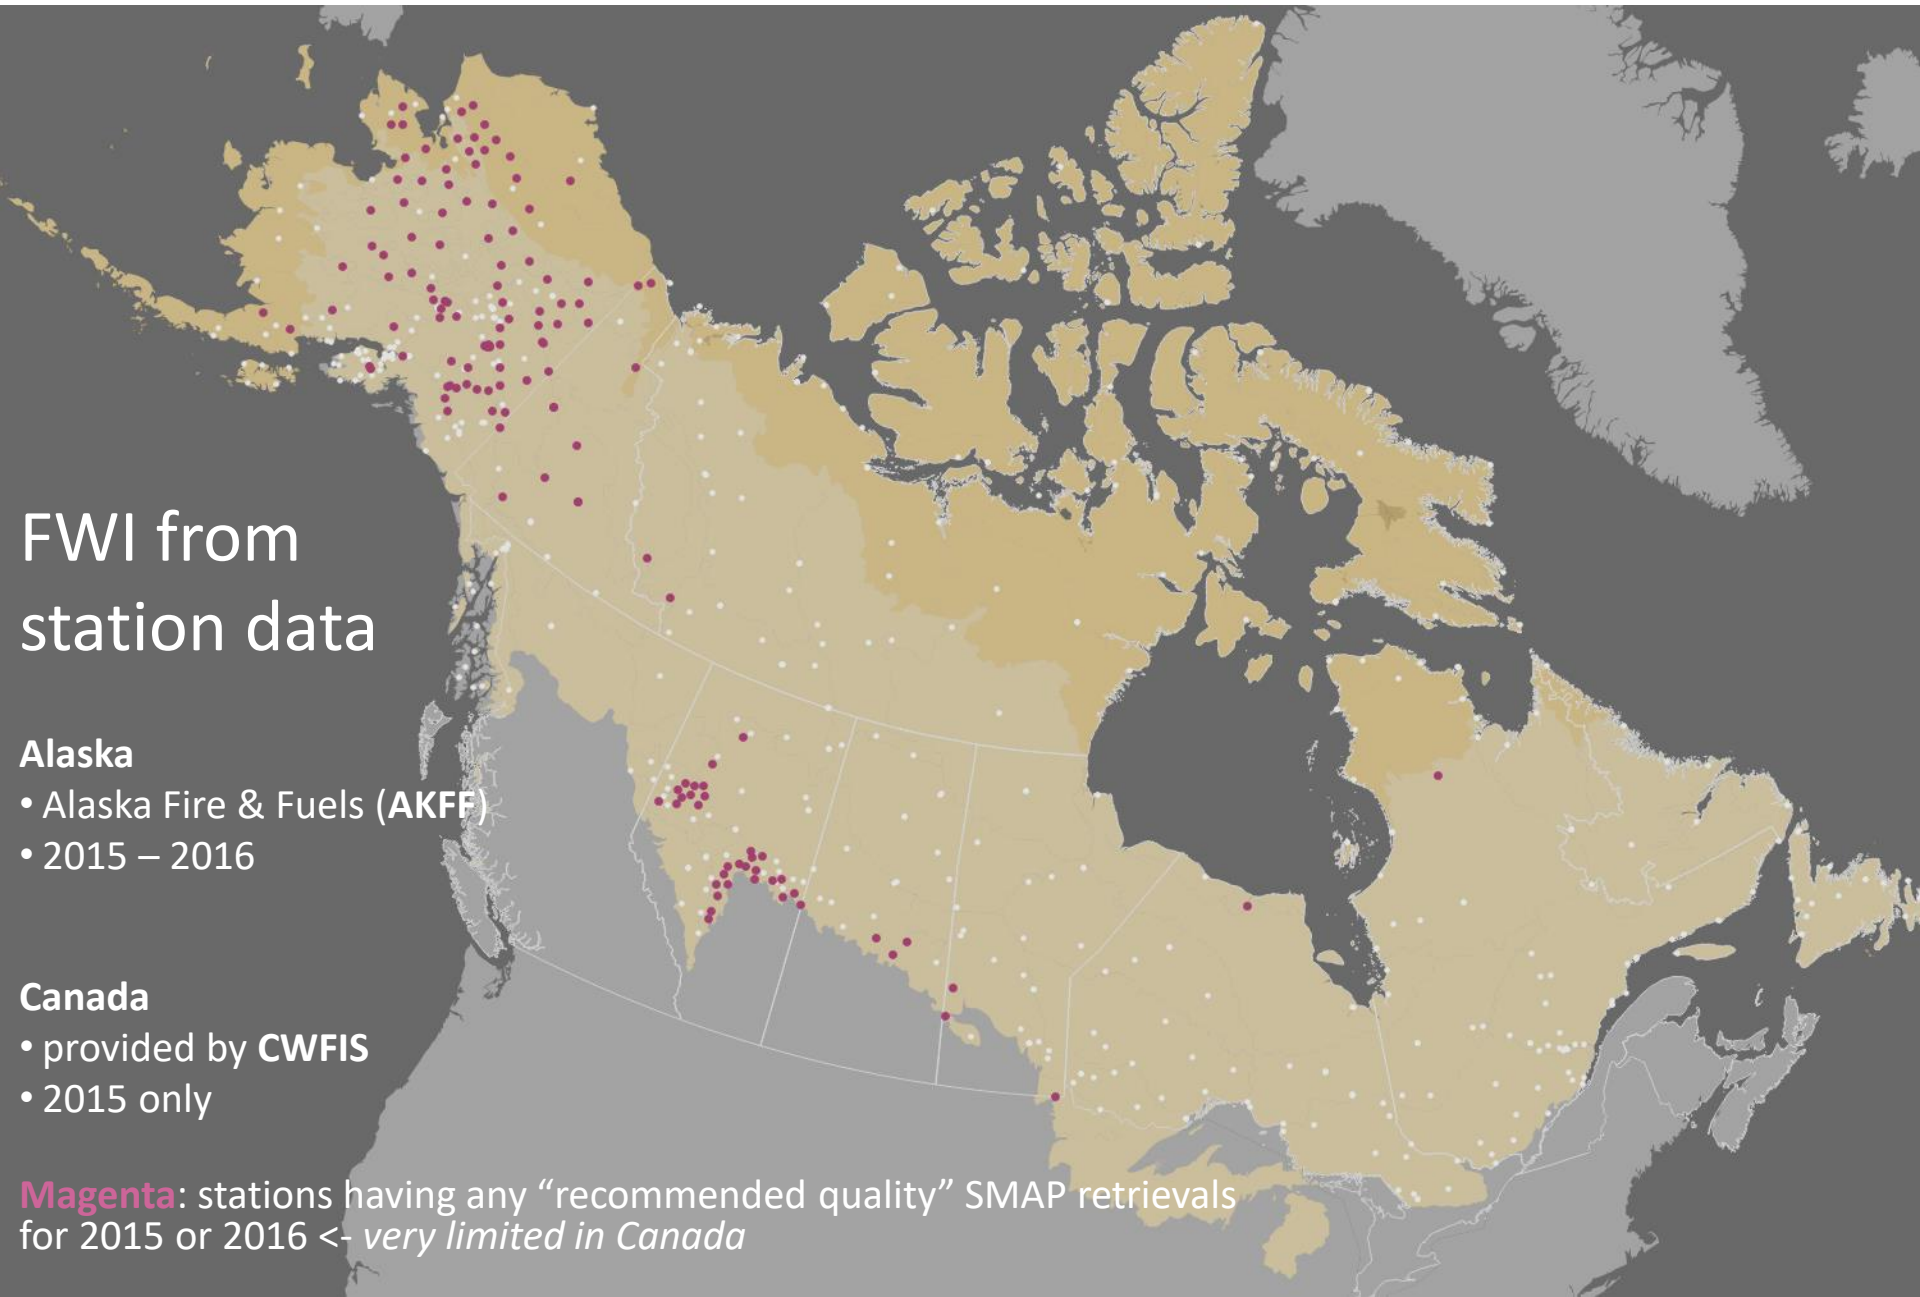 FWI from
station data
Alaska
• Alaska Fire & Fuels (AKFF)
• 2015 – 2016
Canada
• provided by CWFIS
• 2015 only
Magenta: stations having any “recommended quality” SMAP retrievals
for 2015 or 2016 <- very limited in Canada